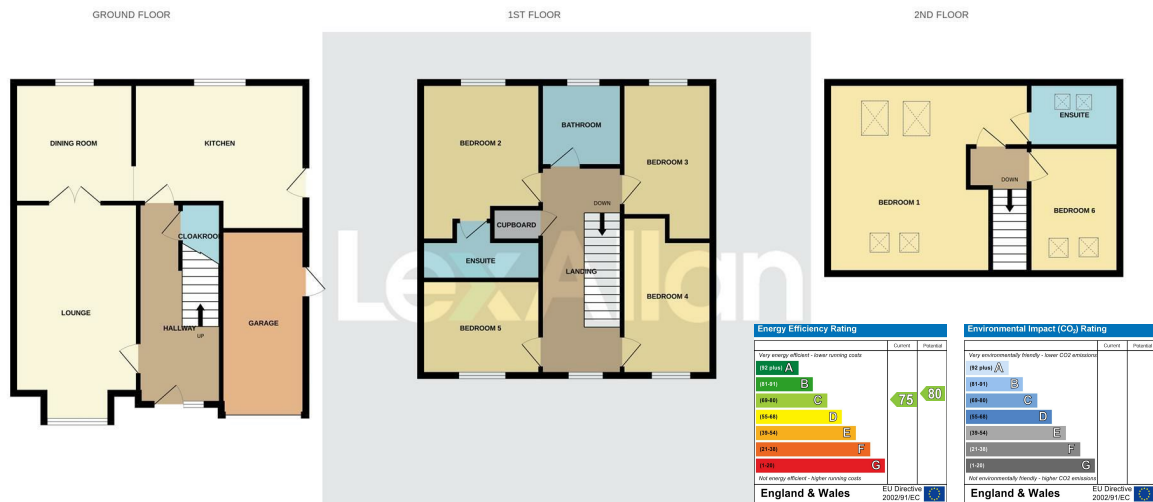 GROUND FLOOR
DINING ROOM
KITCHEN
CLOAKROOM
LOUNGE
HALLWAY
UP
GARAGE
1ST FLOOR
BEDROOM 2
BATHROOM
BEDROOM 3
DOWN
CUPBOARD
ENSUITE
LANDING
BEDROOM 5
BEDROOM 4
LexAllan
2ND FLOOR
ENSUITE
DOWN
BEDROOM 1
BEDROOM 6
Energy Efficiency Rating
Current Potential
Very energy efficient - lower running costs
(92 plus) A
(81-91) B
(69-80) C
(55-68) D
(39-54) E
(21-38) F
(1-20) G
75 80
Not energy efficient - higher running costs
England & Wales
EU Directive
2002/91/EC
Environmental Impact (CO₂) Rating
Current Potential
Very environmentally friendly - lower CO2 emissions
(92 plus) A
(81-91) B
(69-80) C
(55-68) D
(39-54) E
(21-38) F
(1-20) G
Not environmentally friendly - higher CO2 emissions
England & Wales
EU Directive
2002/91/EC